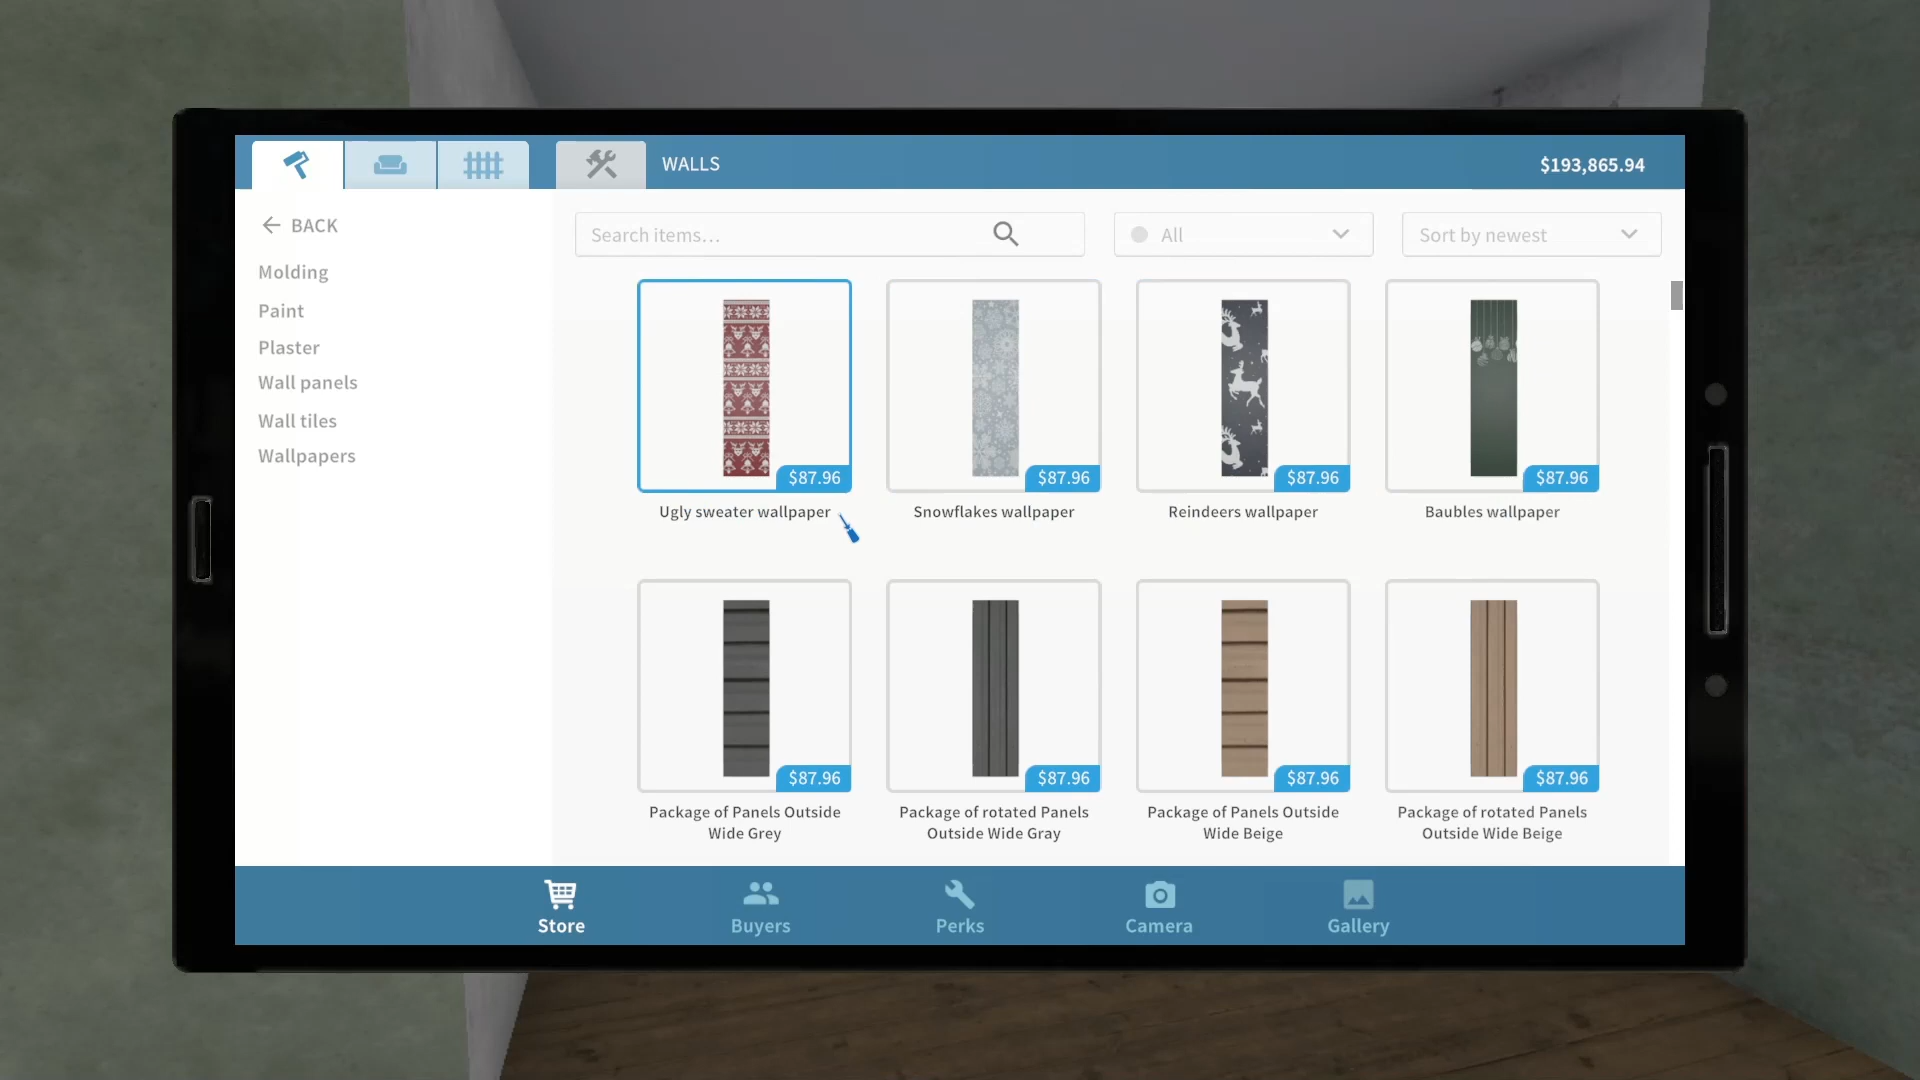 WALLS
$193,865.94
BACK
Molding
Paint
Plaster
Wall panels
Wall tiles
Wallpapers
Search items...
All
Sort by newest
$87.96
$87.96
$87.96
$87.96
Ugly sweater wallpaper
Snowflakes wallpaper
Reindeers wallpaper
Baubles wallpaper
$87.96
$87.96
$87.96
$87.96
Package of Panels Outside
Wide Grey
Package of rotated Panels
Outside Wide Gray
Package of Panels Outside
Wide Beige
Package of rotated Panels
Outside Wide Beige
Store
Buyers
Perks
Camera
Gallery